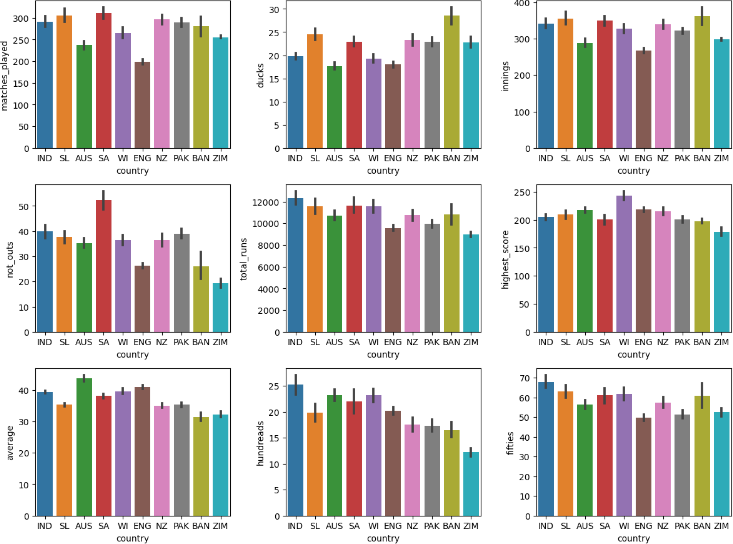 matches_played
300
250
200
150
100
50
0
IND SL AUS SA WI ENG NZ PAK BAN ZIM
country
ducks
30
25
20
15
10
5
0
IND SL AUS SA WI ENG NZ PAK BAN ZIM
country
innings
400
300
200
100
0
IND SL AUS SA WI ENG NZ PAK BAN ZIM
country
not_outs
50
40
30
20
10
0
IND SL AUS SA WI ENG NZ PAK BAN ZIM
country
total_runs
12000
10000
8000
6000
4000
2000
0
IND SL AUS SA WI ENG NZ PAK BAN ZIM
country
highest_score
250
200
150
100
50
0
IND SL AUS SA WI ENG NZ PAK BAN ZIM
country
average
40
30
20
10
0
IND SL AUS SA WI ENG NZ PAK BAN ZIM
country
hundreads
25
20
15
10
5
0
IND SL AUS SA WI ENG NZ PAK BAN ZIM
country
fifties
70
60
50
40
30
20
10
0
IND SL AUS SA WI ENG NZ PAK BAN ZIM
country